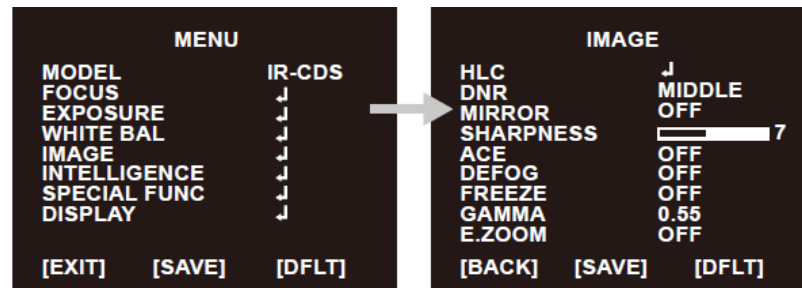 MENU
MODEL IR-CDS
FOCUS ↲
EXPOSURE ↲
WHITE BAL ↲
IMAGE ↲
INTELLIGENCE ↲
SPECIAL FUNC ↲
DISPLAY ↲
[EXIT] [SAVE] [DFLT]
IMAGE
HLC ↲
DNR MIDDLE
MIRROR OFF
SHARPNESS 7
ACE OFF
DEFOG OFF
FREEZE OFF
GAMMA 0.55
E.ZOOM OFF
[BACK] [SAVE] [DFLT]